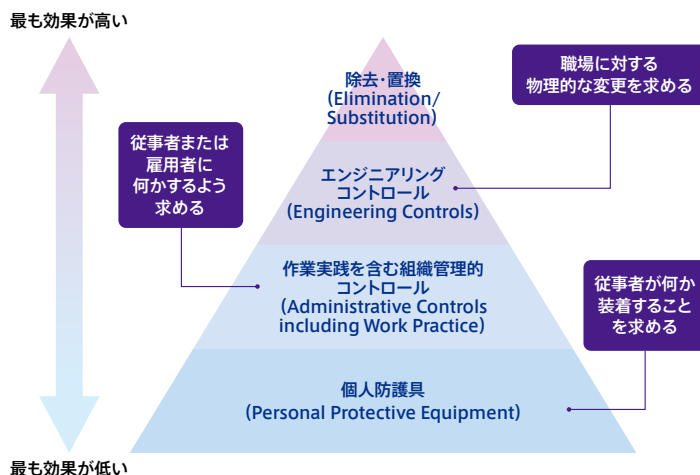 最も効果が高い
除去・置換
(Elimination/
Substitution)
職場に対する
物理的な変更を求める
従事者または
雇用者に
何かするよう
求める
エンジニアリング
コントロール
(Engineering Controls)
作業実践を含む組織管理的
コントロール
(Administrative Controls
including Work Practice)
従事者が何か
装着すること
を求める
個人防護具
(Personal Protective Equipment)
最も効果が低い